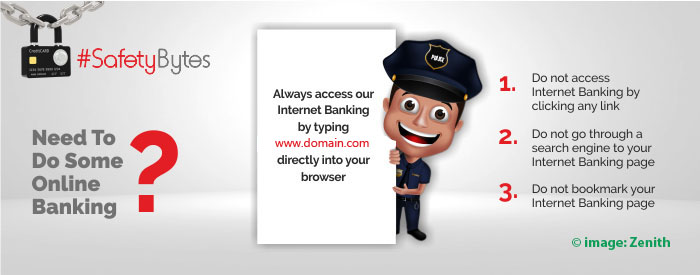 CreditCARD
#SafetyBytes
Need To
Do Some
Online
Banking
?
Always access our
Internet Banking
by typing
www.domain.com
directly into your
browser
POLICE
1. Do not access
Internet Banking by
clicking any link
2. Do not go through a
search engine to your
Internet Banking page
3. Do not bookmark your
Internet Banking page
© image: Zenith